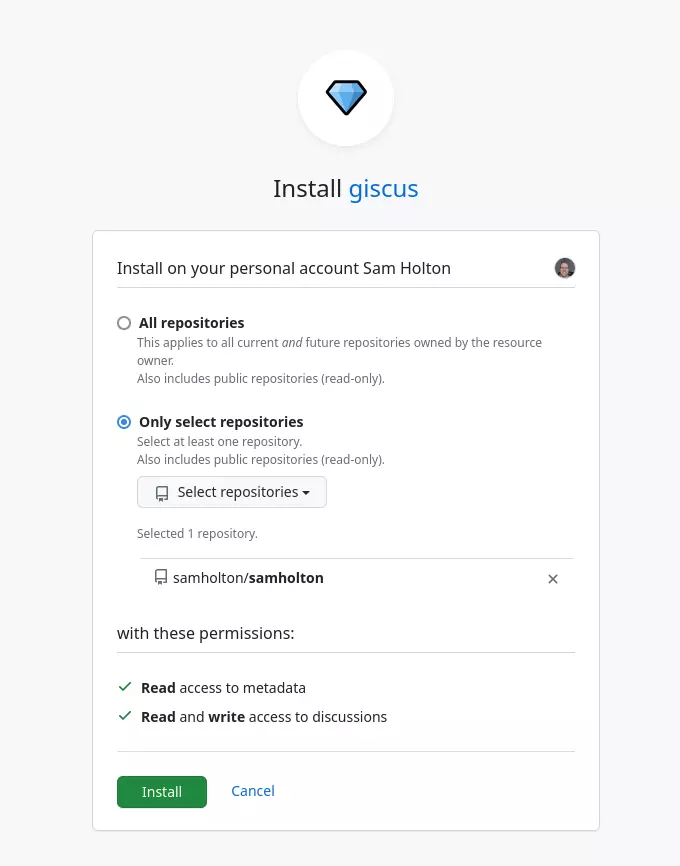 Install giscus
Install on your personal account Sam Holton
All repositories
This applies to all current and future repositories owned by the resource
owner.
Also includes public repositories (read-only).
Only select repositories
Select at least one repository.
Also includes public repositories (read-only).
Select repositories
Selected 1 repository.
samholton/samholton
with these permissions:
Read access to metadata
Read and write access to discussions
Install
Cancel